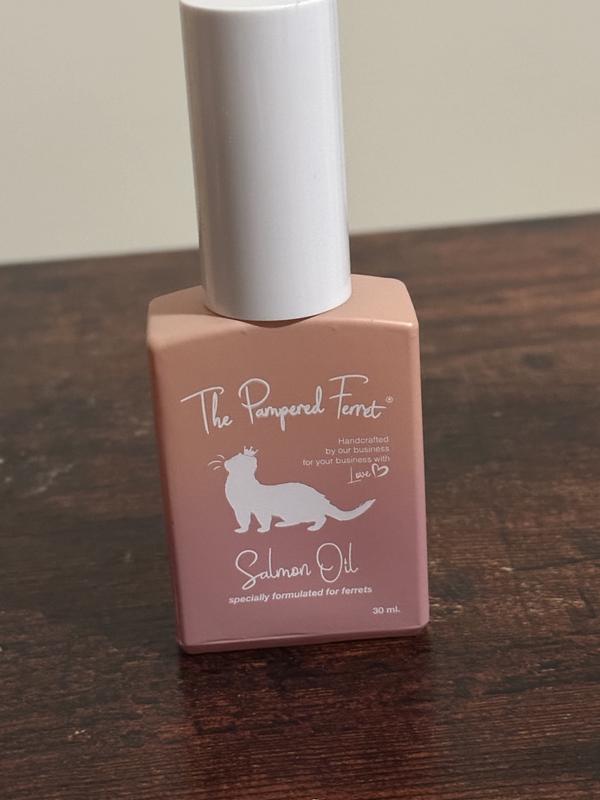 The Pampered Ferret®
Handcrafted
by our business
for your business with
Love
Salmon Oil
specially formulated for ferrets
30 ml.